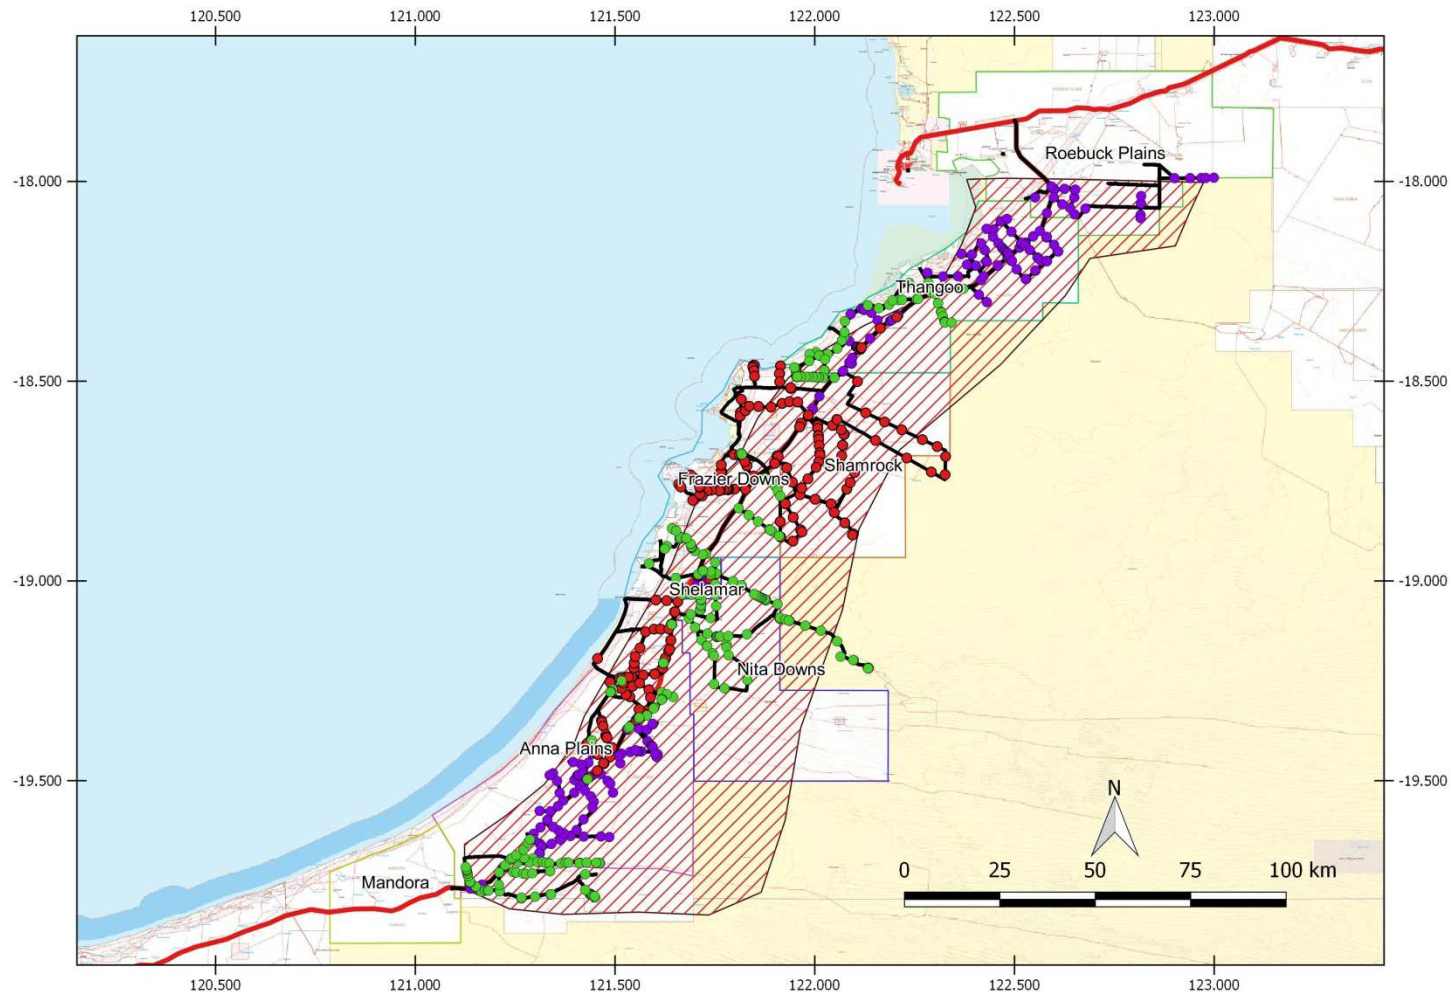 120.500 121.000 121.500 122.000 122.500 123.000
Roebuck Plains
-18.000 -18.000
Thangoo
-18.500 -18.500
Shamrock
Frazier Downs
-19.000 -19.000
Shelamar
Nita Downs
Anna Plains
-19.500 -19.500
N
0 25 50 75 100 km
Mandora
120.500 121.000 121.500 122.000 122.500 123.000